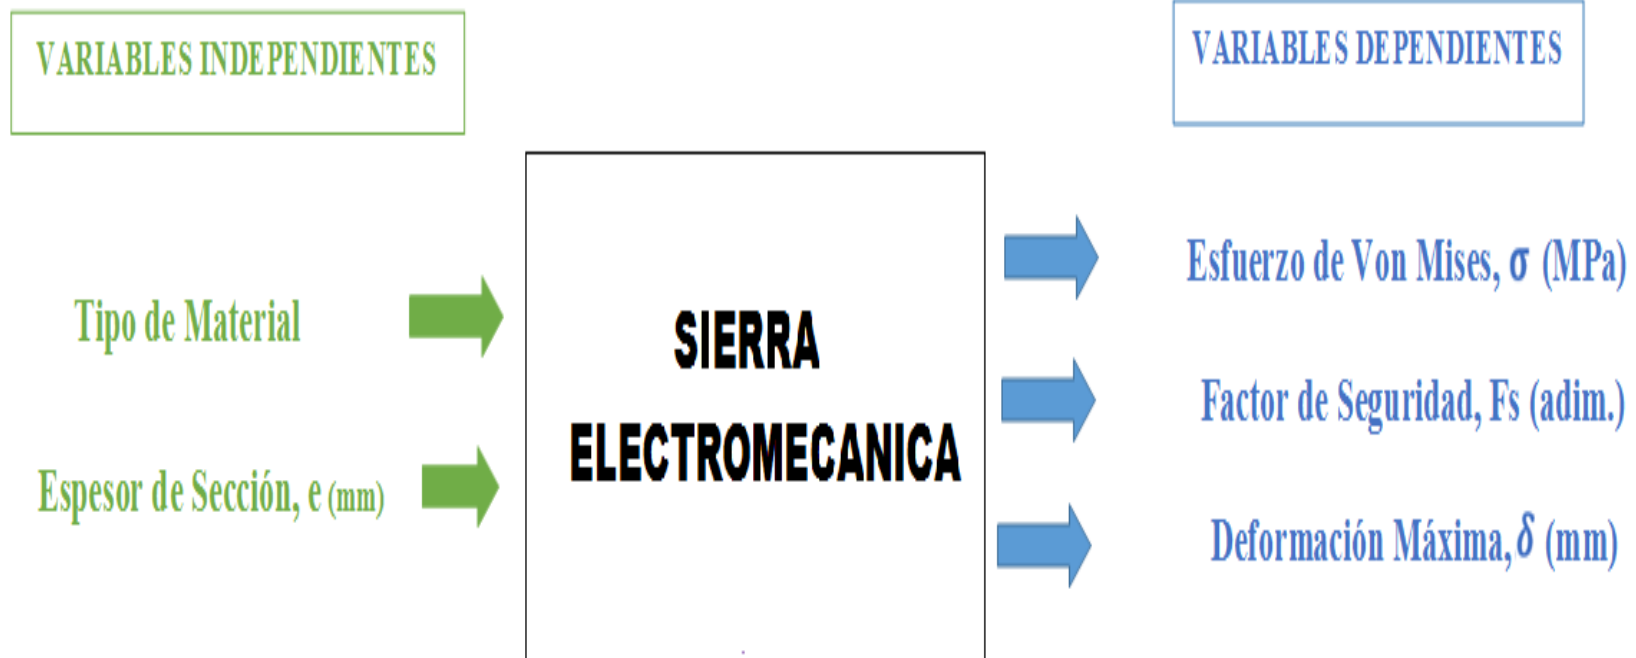 VARIABLES INDEPENDIENTES
Tipo de Material
Espesor de Sección, e (mm)
SIERRA
ELECTROMECANICA
VARIABLES DEPENDIENTES
Esfuerzo de Von Mises, σ (MPa)
Factor de Seguridad, Fs (adim.)
Deformación Máxima, δ (mm)